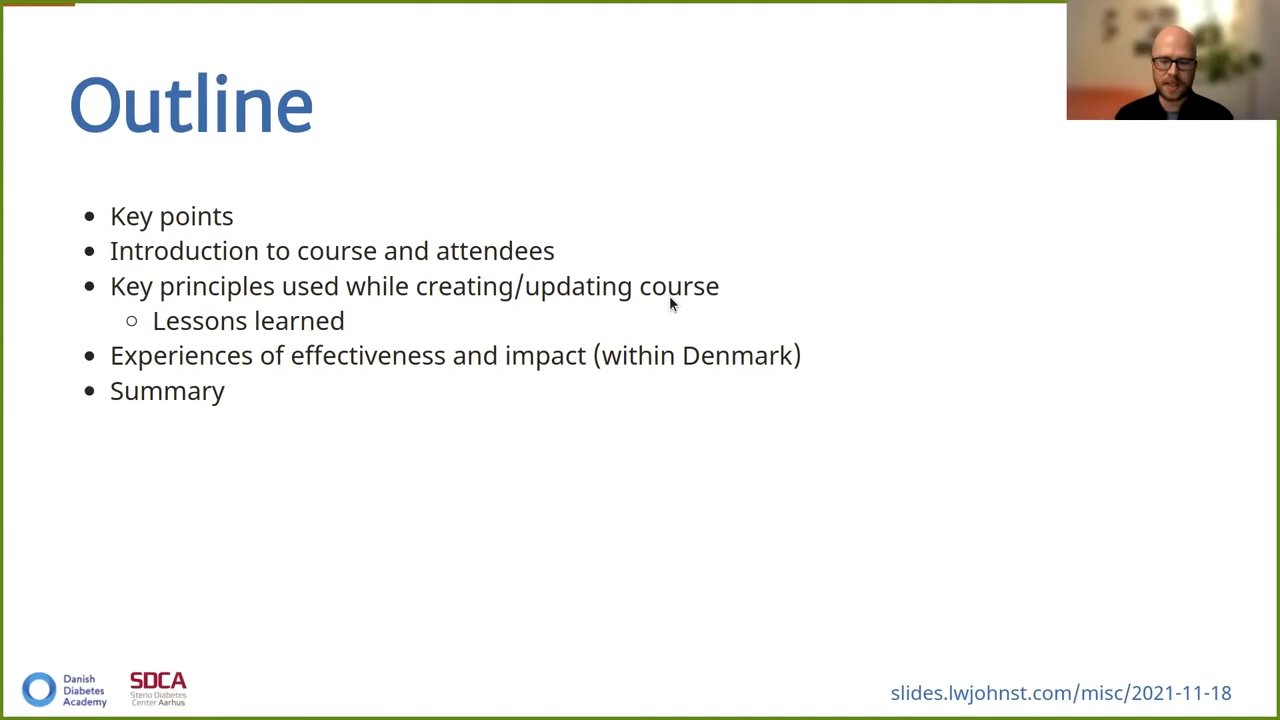 Outline
Key points
Introduction to course and attendees
Key principles used while creating/updating course
Lessons learned
Experiences of effectiveness and impact (within Denmark)
Summary
Danish
Diabetes
Academy
SDCA
Steno Diabetes
Center Aarhus
slides.lwjohnst.com/misc/2021-11-18